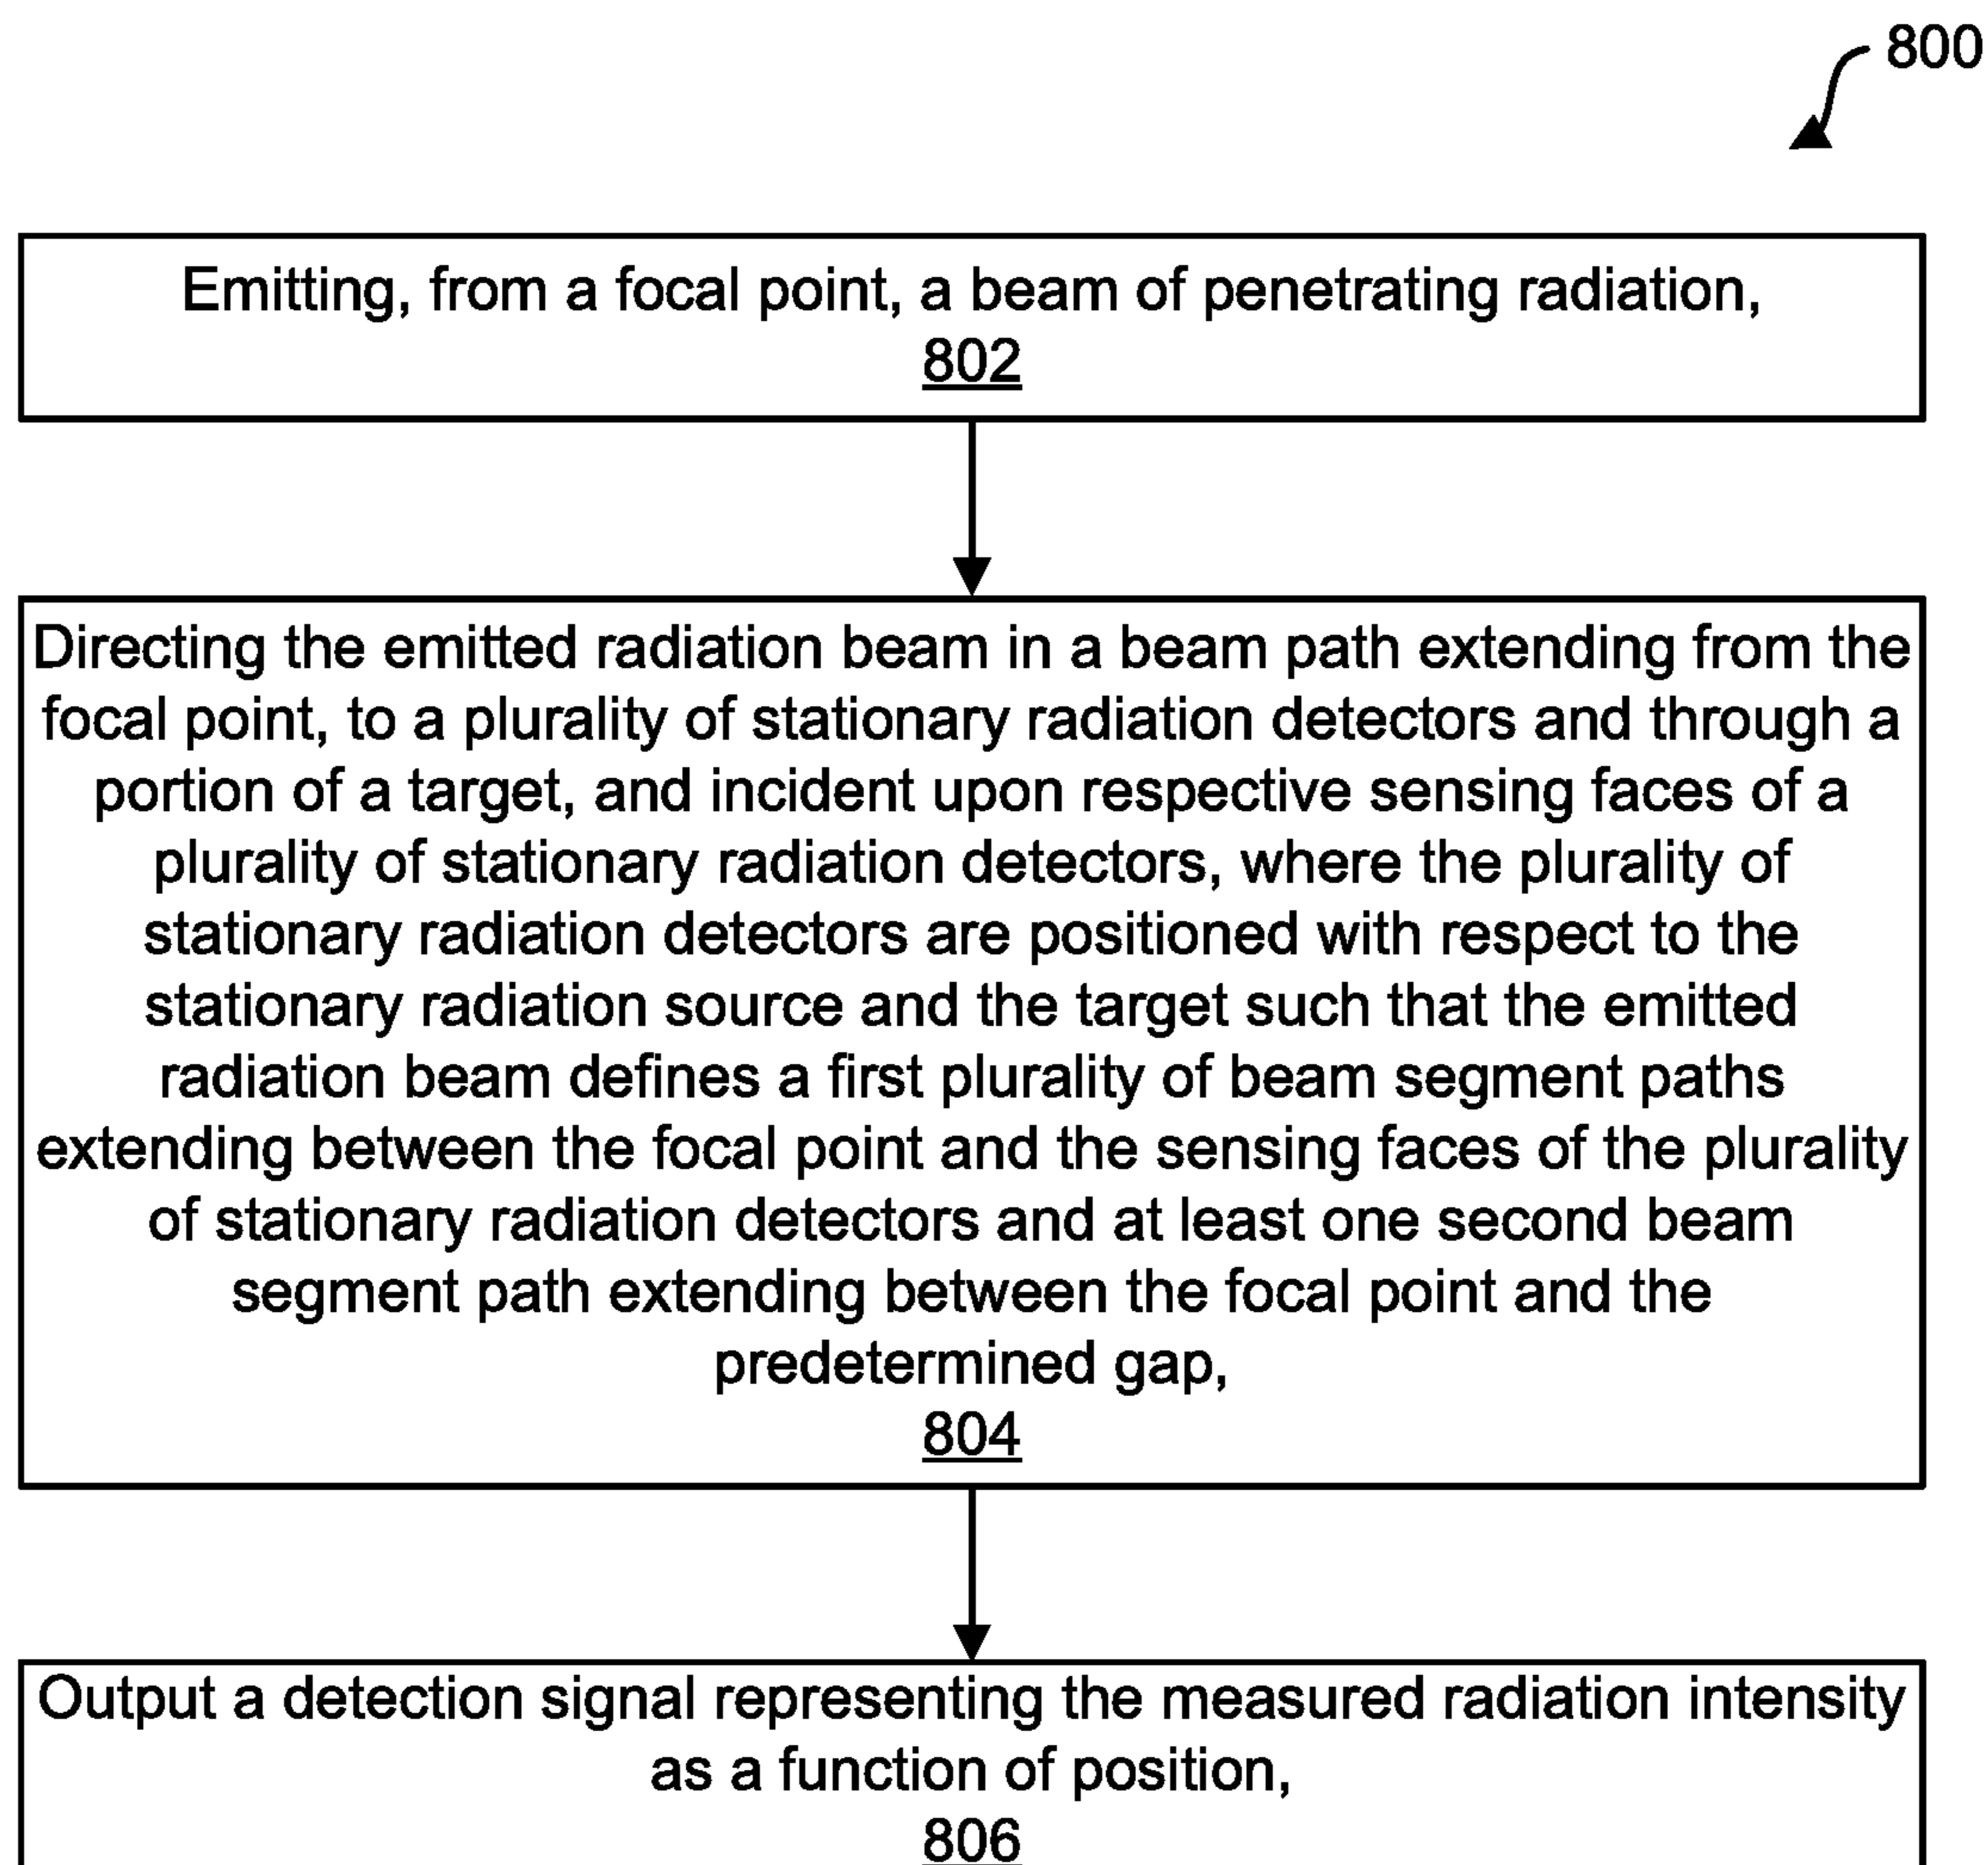 800
Emitting, from a focal point, a beam of penetrating radiation,
802
Directing the emitted radiation beam in a beam path extending from the
focal point, to a plurality of stationary radiation detectors and through a
portion of a target, and incident upon respective sensing faces of a
plurality of stationary radiation detectors, where the plurality of
stationary radiation detectors are positioned with respect to the
stationary radiation source and the target such that the emitted
radiation beam defines a first plurality of beam segment paths
extending between the focal point and the sensing faces of the plurality
of stationary radiation detectors and at least one second beam
segment path extending between the focal point and the
predetermined gap,
804
Output a detection signal representing the measured radiation intensity
as a function of position,
806